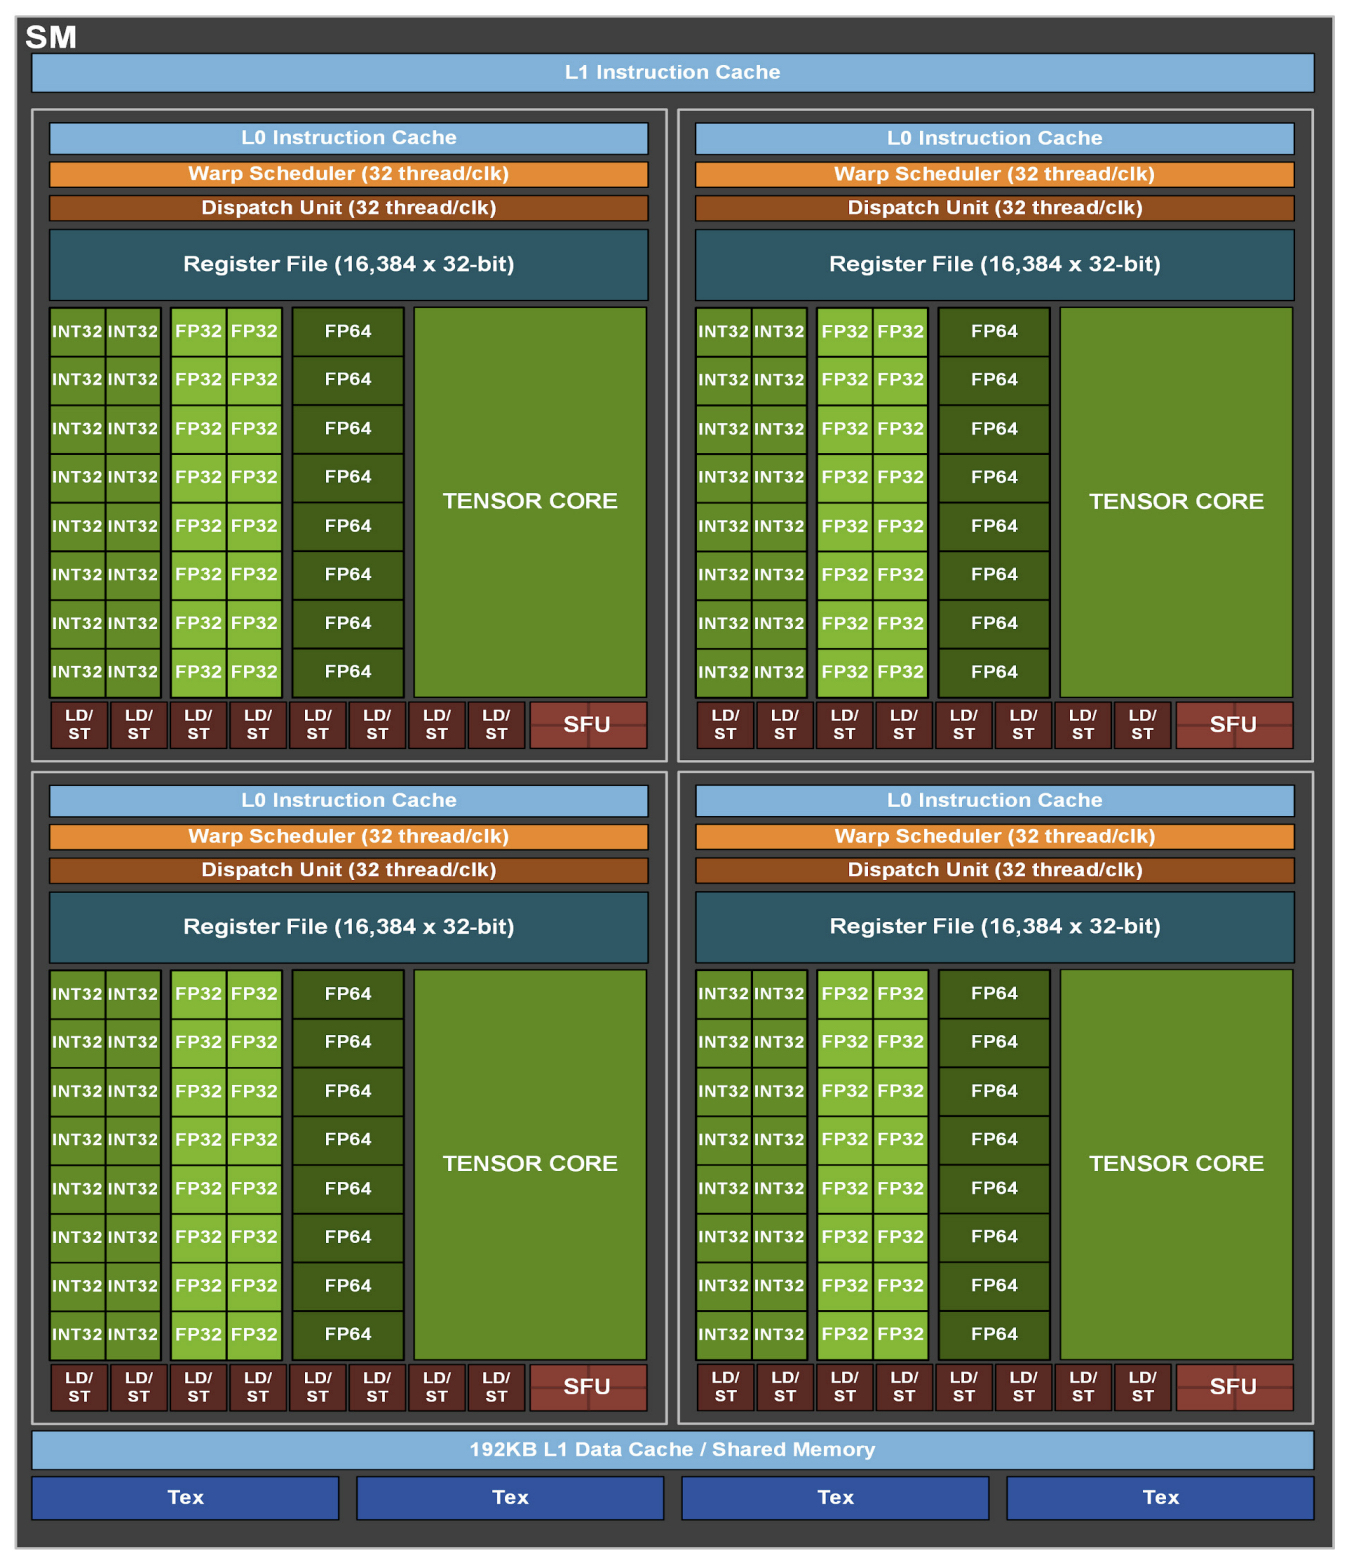 SM
L1 Instruction Cache
L0 Instruction Cache
Warp Scheduler (32 thread/clk)
Dispatch Unit (32 thread/clk)
Register File (16,384 x 32-bit)
INT32 INT32 FP32 FP32 FP64
INT32 INT32 FP32 FP32 FP64
INT32 INT32 FP32 FP32 FP64
INT32 INT32 FP32 FP32 FP64
TENSOR CORE
INT32 INT32 FP32 FP32 FP64
INT32 INT32 FP32 FP32 FP64
INT32 INT32 FP32 FP32 FP64
INT32 INT32 FP32 FP32 FP64
LD/ LD/ LD/ LD/ LD/ LD/ LD/ LD/
ST ST ST ST ST ST ST ST
SFU
L0 Instruction Cache
Warp Scheduler (32 thread/clk)
Dispatch Unit (32 thread/clk)
Register File (16,384 x 32-bit)
INT32 INT32 FP32 FP32 FP64
INT32 INT32 FP32 FP32 FP64
INT32 INT32 FP32 FP32 FP64
INT32 INT32 FP32 FP32 FP64
TENSOR CORE
INT32 INT32 FP32 FP32 FP64
INT32 INT32 FP32 FP32 FP64
INT32 INT32 FP32 FP32 FP64
INT32 INT32 FP32 FP32 FP64
LD/ LD/ LD/ LD/ LD/ LD/ LD/ LD/
ST ST ST ST ST ST ST ST
SFU
L0 Instruction Cache
Warp Scheduler (32 thread/clk)
Dispatch Unit (32 thread/clk)
Register File (16,384 x 32-bit)
INT32 INT32 FP32 FP32 FP64
INT32 INT32 FP32 FP32 FP64
INT32 INT32 FP32 FP32 FP64
INT32 INT32 FP32 FP32 FP64
TENSOR CORE
INT32 INT32 FP32 FP32 FP64
INT32 INT32 FP32 FP32 FP64
INT32 INT32 FP32 FP32 FP64
INT32 INT32 FP32 FP32 FP64
LD/ LD/ LD/ LD/ LD/ LD/ LD/ LD/
ST ST ST ST ST ST ST ST
SFU
L0 Instruction Cache
Warp Scheduler (32 thread/clk)
Dispatch Unit (32 thread/clk)
Register File (16,384 x 32-bit)
INT32 INT32 FP32 FP32 FP64
INT32 INT32 FP32 FP32 FP64
INT32 INT32 FP32 FP32 FP64
INT32 INT32 FP32 FP32 FP64
TENSOR CORE
INT32 INT32 FP32 FP32 FP64
INT32 INT32 FP32 FP32 FP64
INT32 INT32 FP32 FP32 FP64
INT32 INT32 FP32 FP32 FP64
LD/ LD/ LD/ LD/ LD/ LD/ LD/ LD/
ST ST ST ST ST ST ST ST
SFU
192KB L1 Data Cache / Shared Memory
Tex Tex Tex Tex